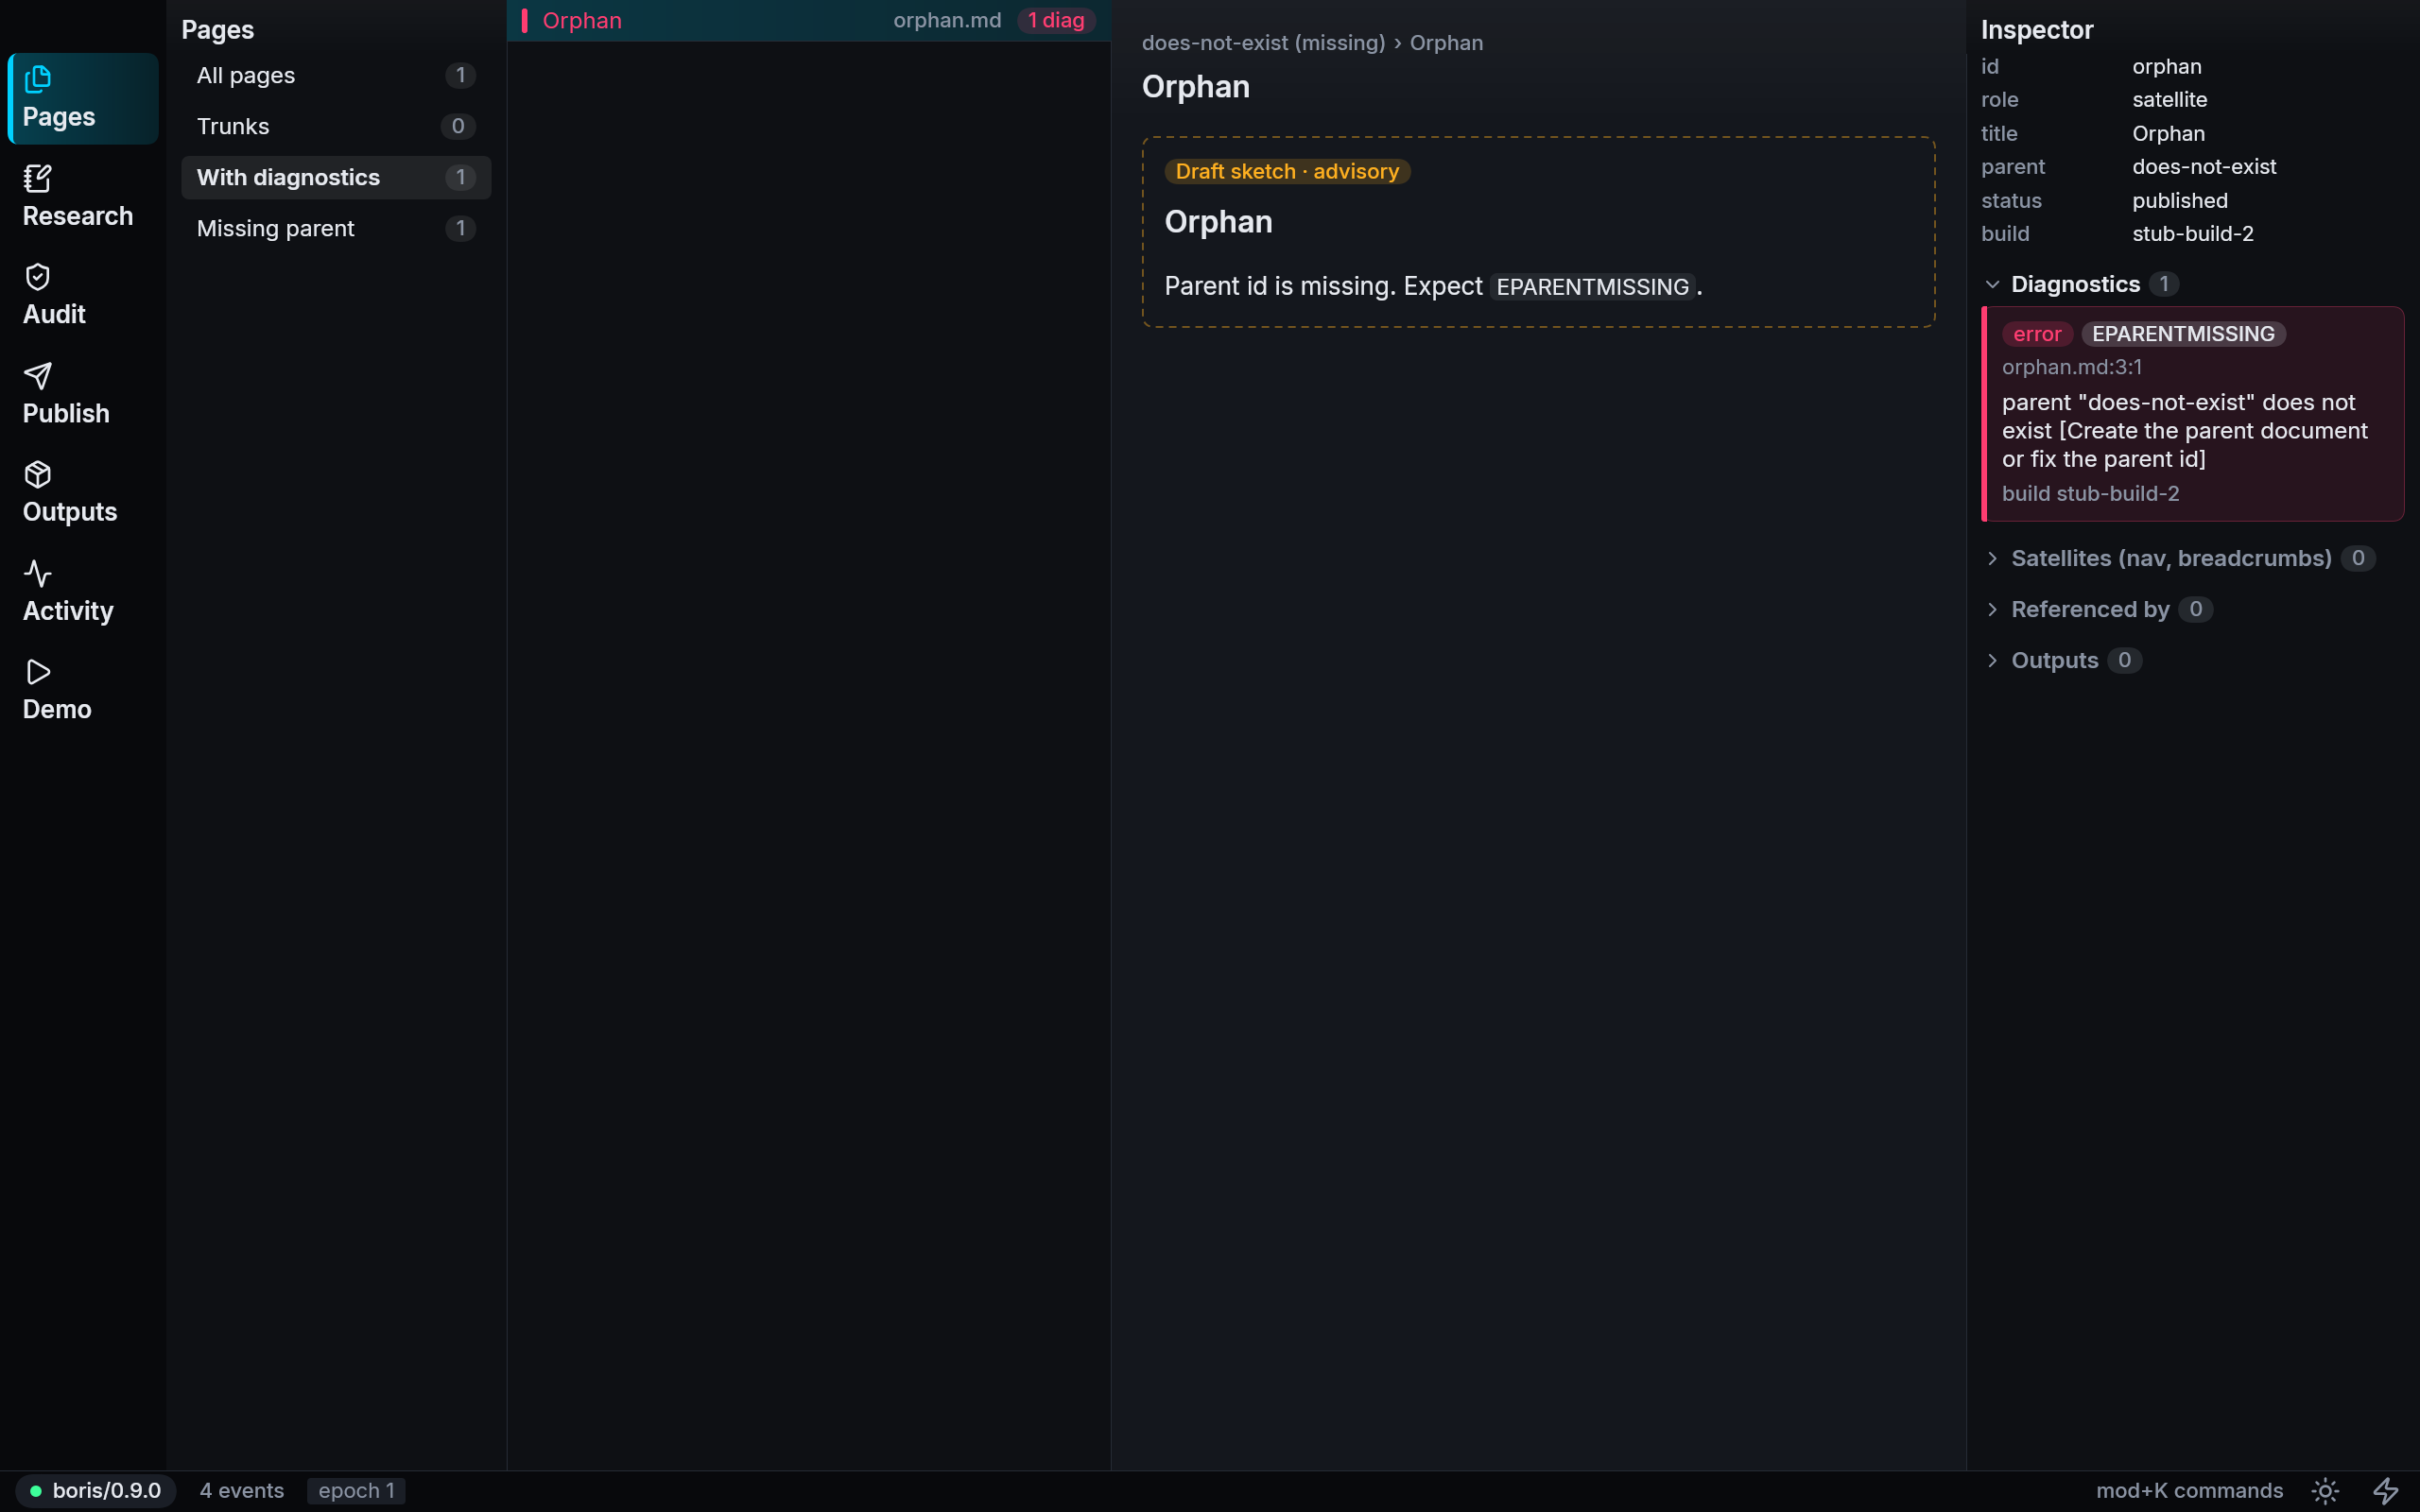 Pages
Research
Audit
Publish
Outputs
Activity
Demo
Pages
All pages 1
Trunks 0
With diagnostics 1
Missing parent 1
Orphan orphan.md 1 diag
does-not-exist (missing) › Orphan
Orphan
Draft sketch · advisory
Orphan
Parent id is missing. Expect EPARENTMISSING.
Inspector
id orphan
role satellite
title Orphan
parent does-not-exist
status published
build stub-build-2
Diagnostics 1
error EPARENTMISSING
orphan.md:3:1
parent "does-not-exist" does not
exist [Create the parent document
or fix the parent id]
build stub-build-2
Satellites (nav, breadcrumbs) 0
Referenced by 0
Outputs 0
boris/0.9.0 4 events epoch 1 mod+K commands